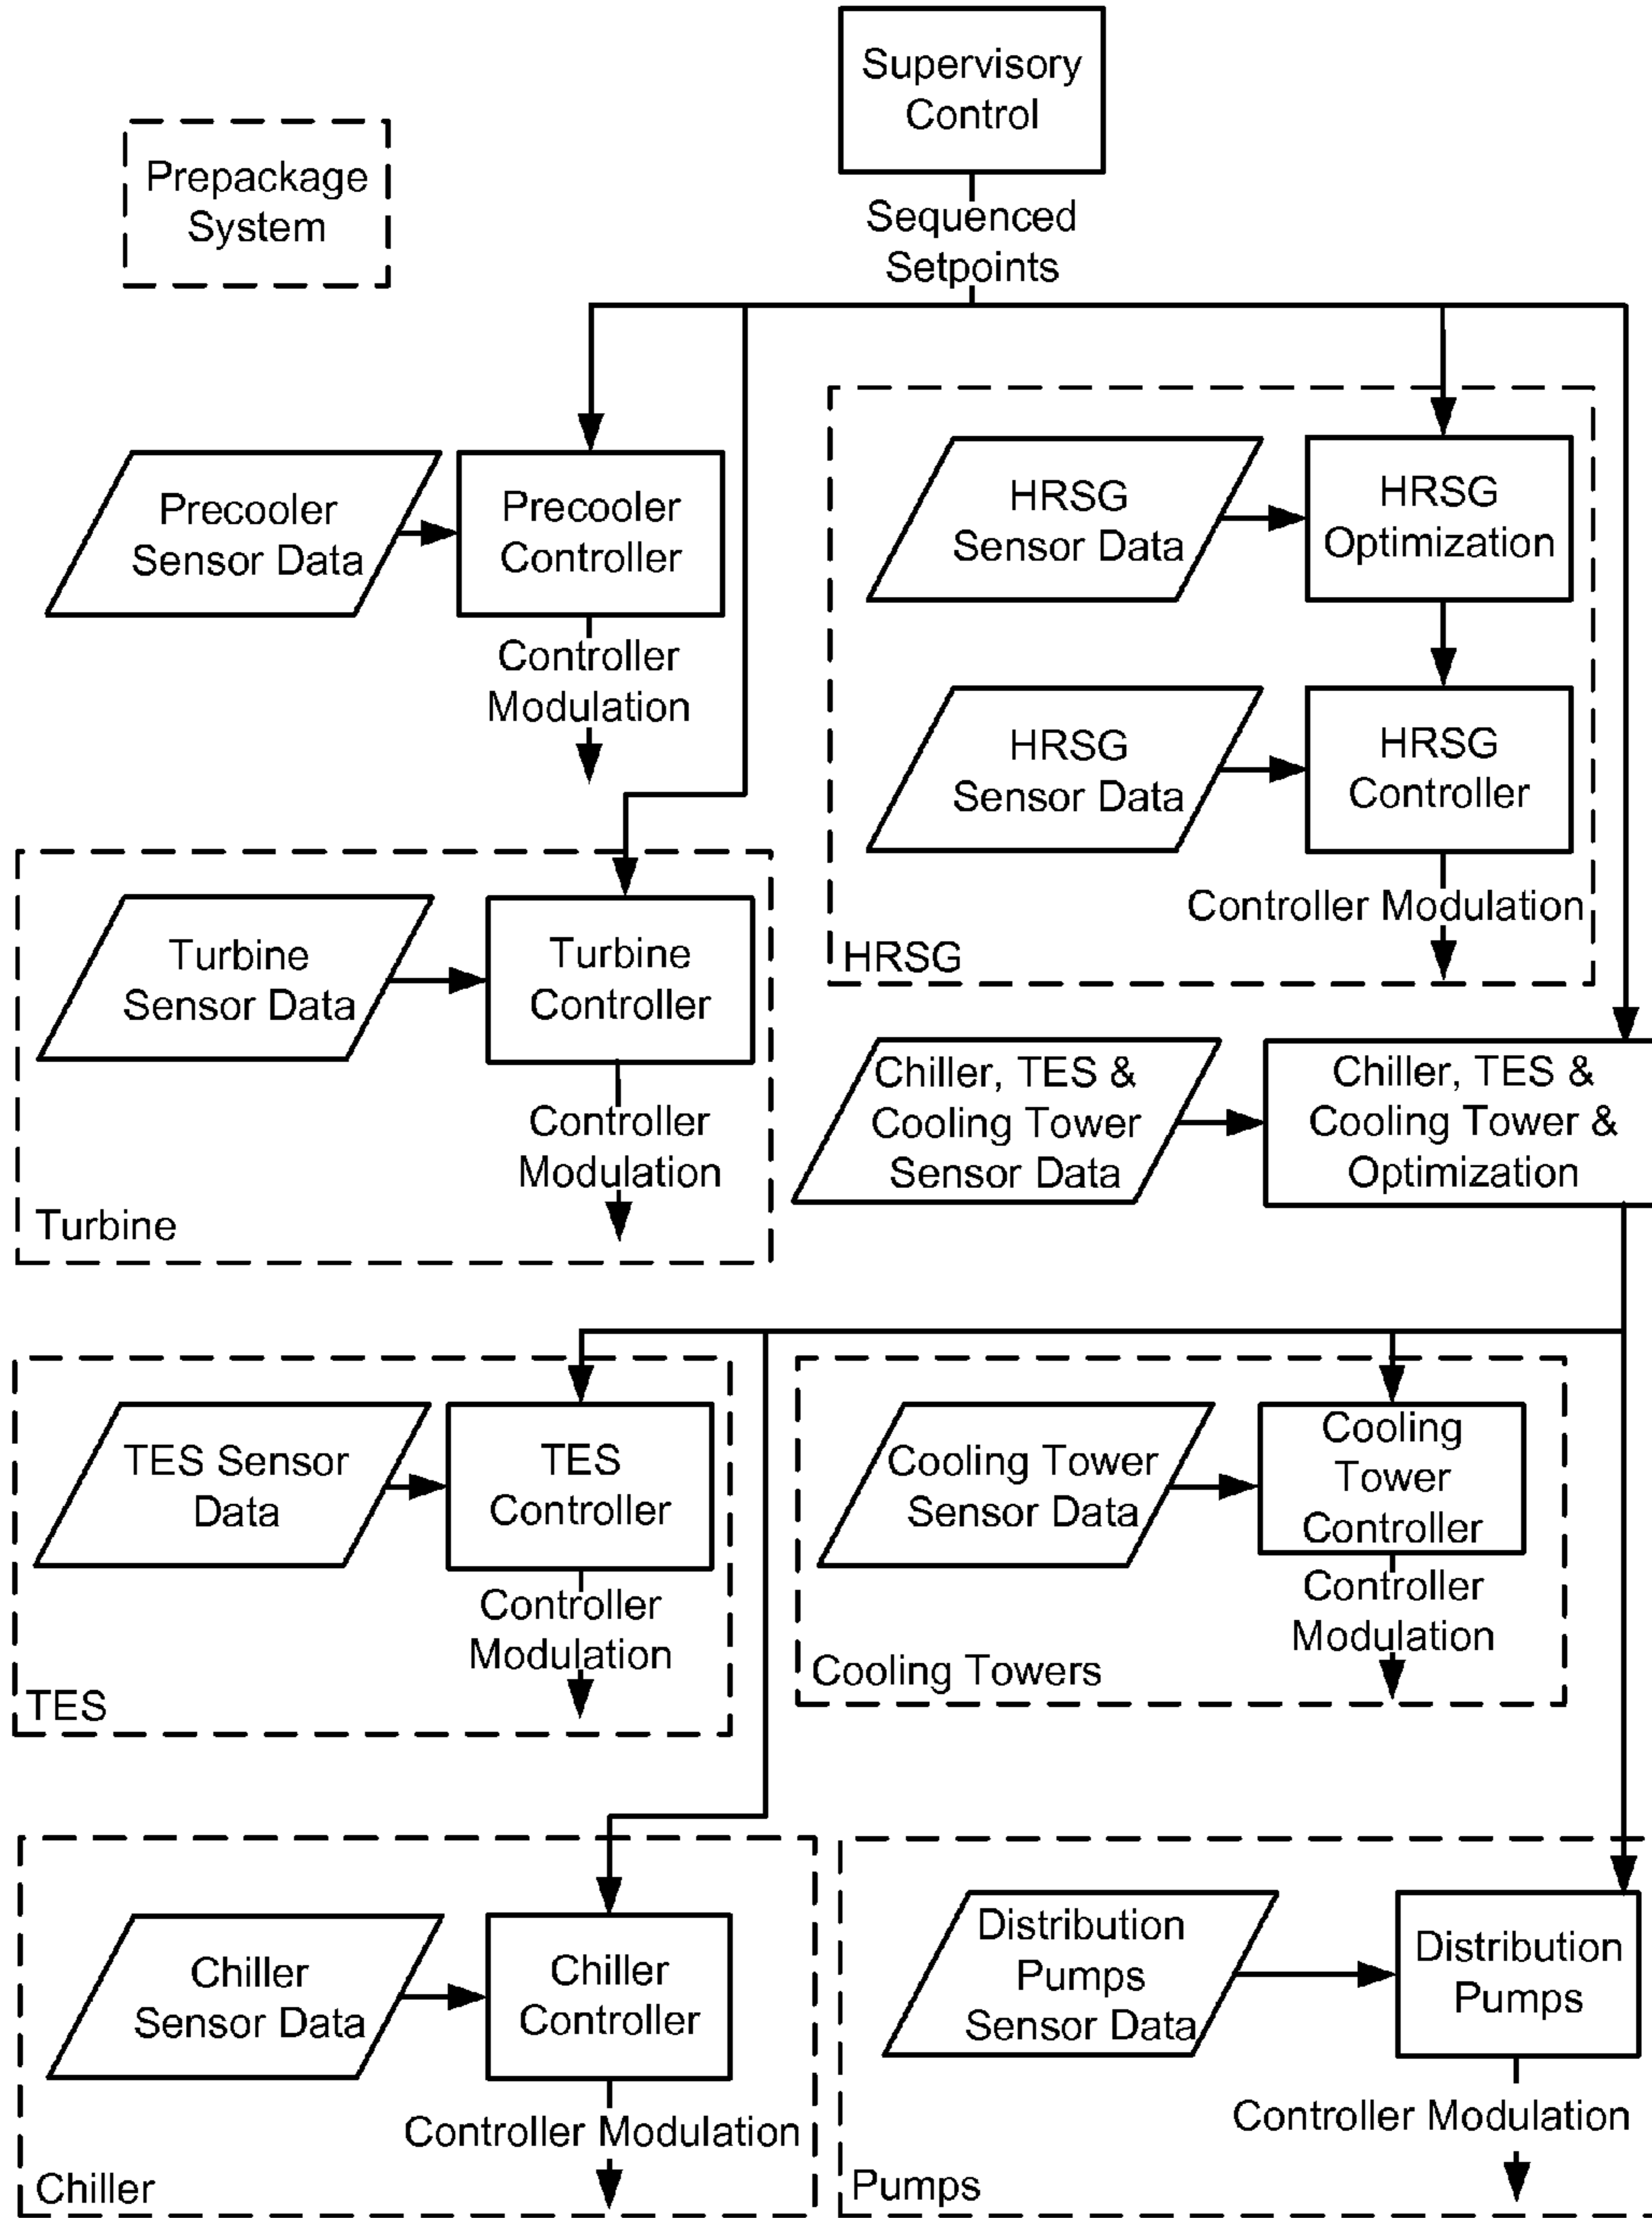 Supervisory
Control
Prepackage
System
Sequenced
Setpoints
Precooler
Sensor Data
Precooler
Controller
Controller
Modulation
HRSG
Sensor Data
HRSG
Optimization
HRSG
Sensor Data
HRSG
Controller
Controller Modulation
HRSG
Turbine
Sensor Data
Turbine
Controller
Controller
Modulation
Turbine
Chiller, TES &
Cooling Tower
Sensor Data
Chiller, TES &
Cooling Tower &
Optimization
TES Sensor
Data
TES
Controller
Controller
Modulation
TES
Cooling Tower
Sensor Data
Cooling
Tower
Controller
Controller
Modulation
Cooling Towers
Chiller
Sensor Data
Chiller
Controller
Controller Modulation
Chiller
Distribution
Pumps
Sensor Data
Distribution
Pumps
Controller Modulation
Pumps